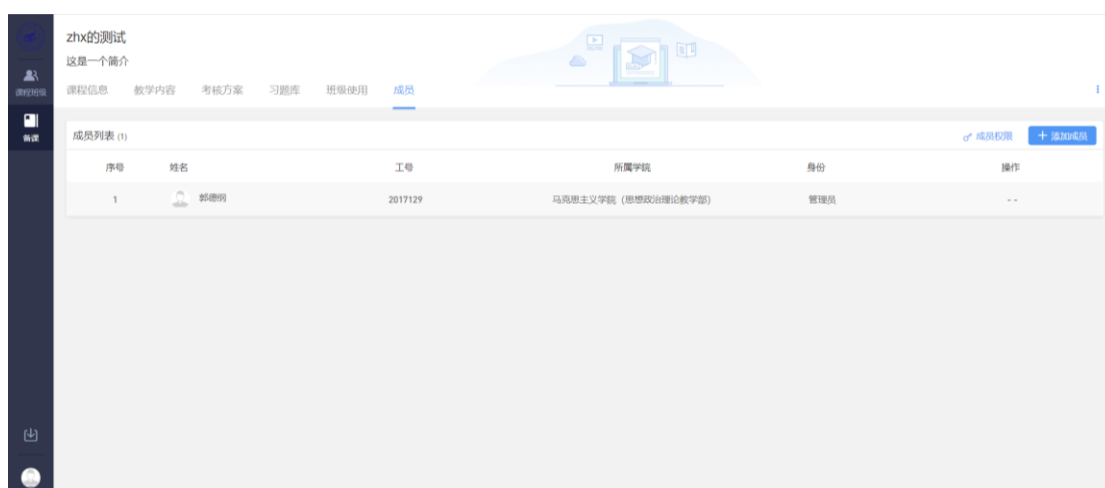 zhx的测试
这是一个简介
课程信息 教学内容 考核方案 习题库 班级使用 成员
课程班级
备课
成员列表 (1)
成员权限
+ 添加成员
序号 姓名 工号 所属学院 身份 操作
1 郭德纲 2017129 马克思主义学院（思想政治理论教学部） 管理员 - -